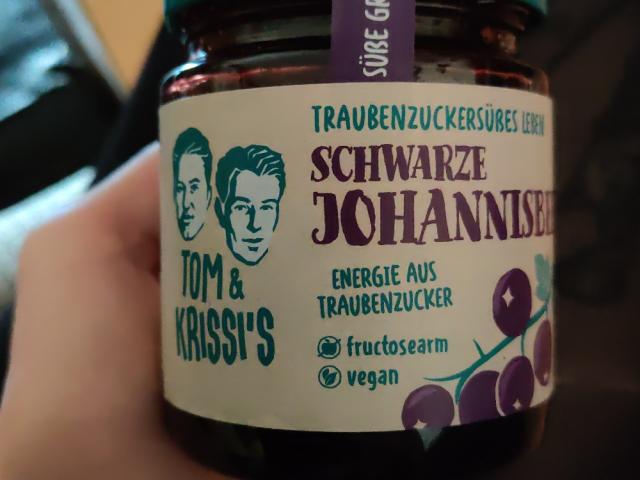 SÜßE GR
TRAUBENZUCKERSÜßES LEBEN
SCHWARZE
JOHANNISBE
TOM &
KRISSI'S
ENERGIE AUS
TRAUBENZUCKER
fructosearm
vegan